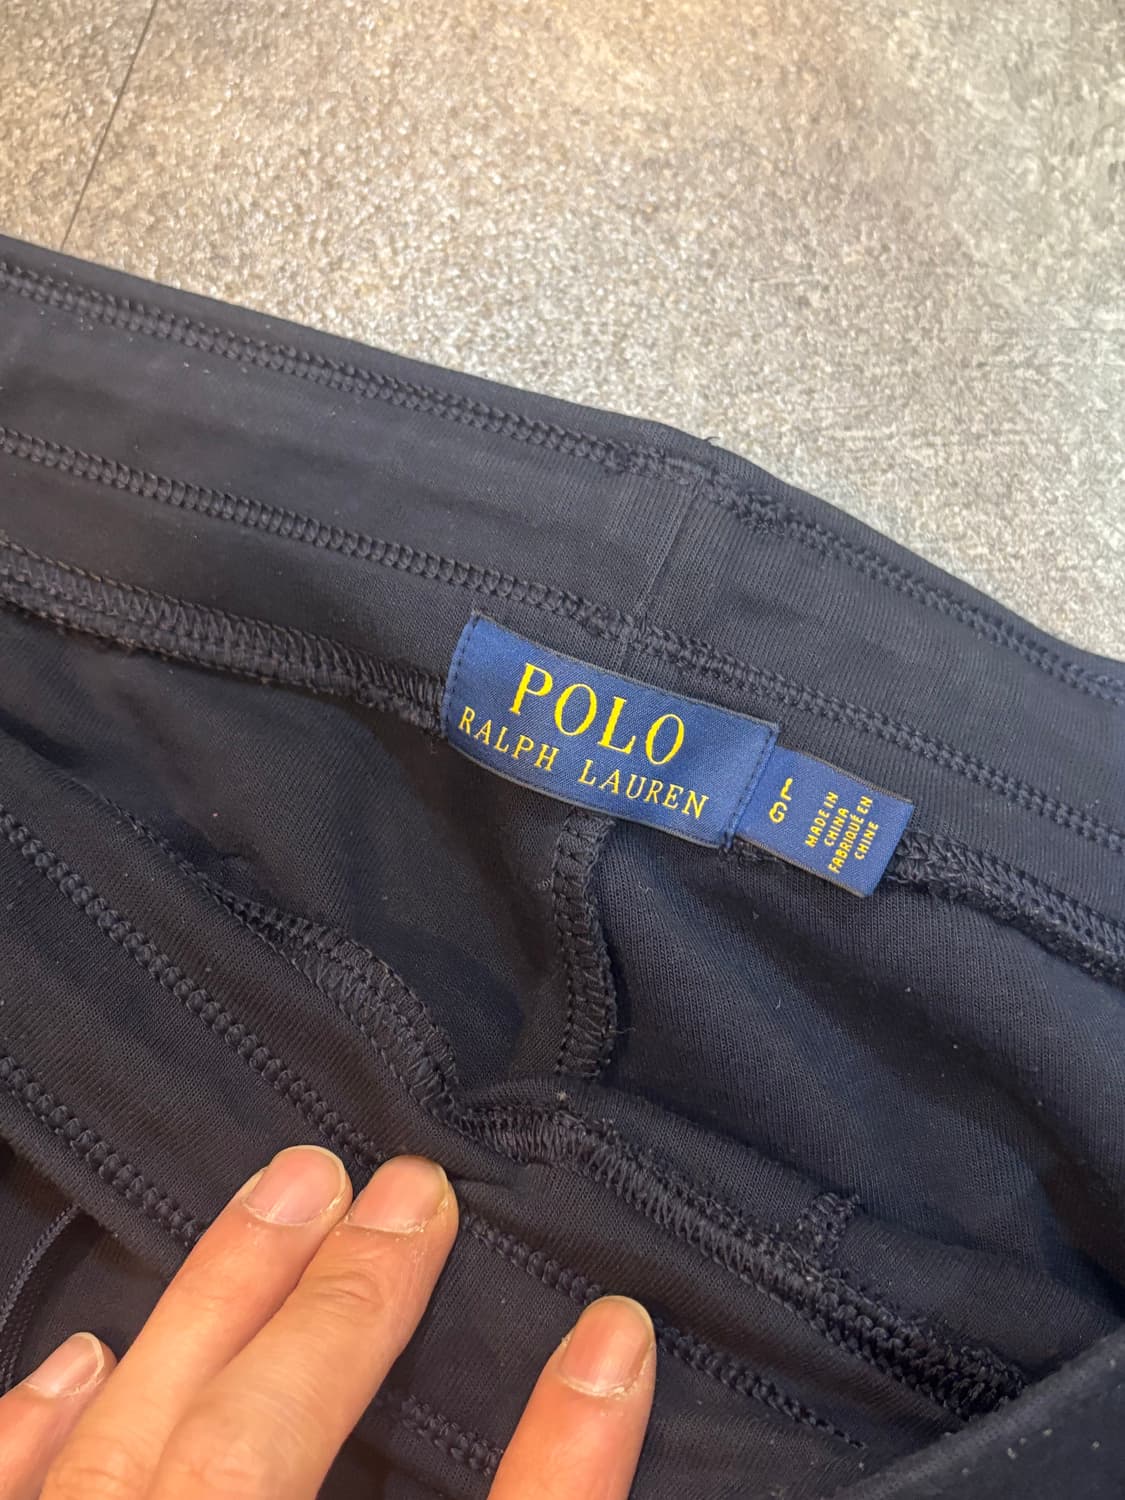 POLO
RALPH LAUREN
L
G
MADE IN
CHINA
FABRIQUÉ EN
CHINE